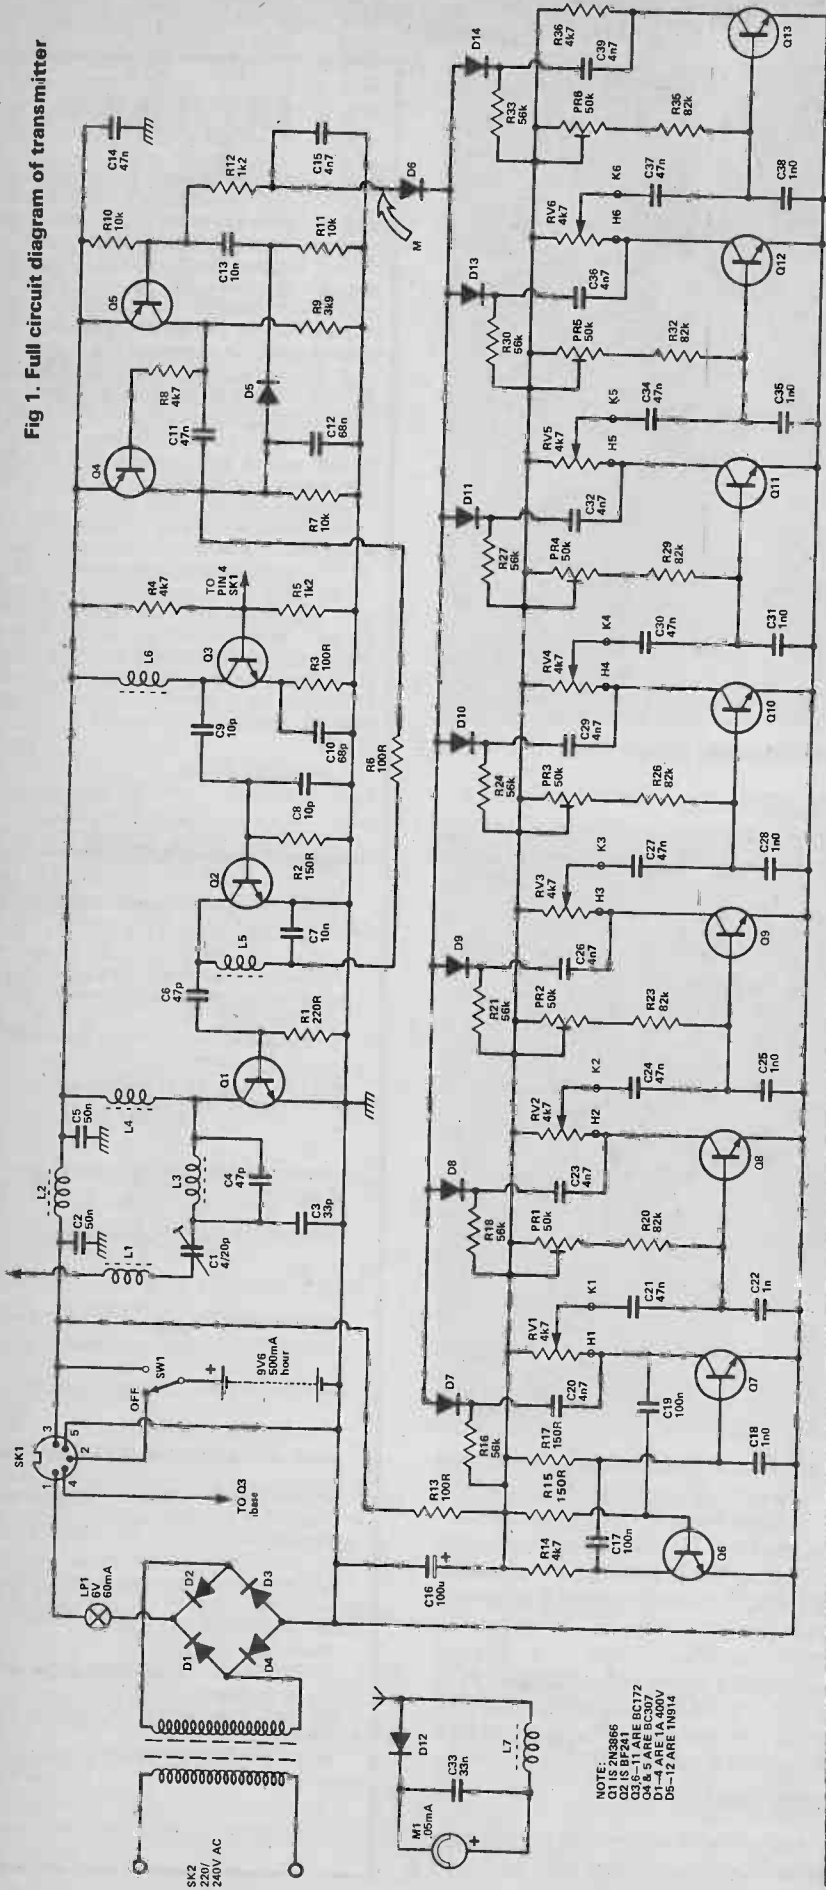 Fig 1. Full circuit diagram of transmitter
SK2
220/
240V AC
LP1
6V
60mA
D1
D2
D3
D4
SK1
1
3
4
5
2
TO Q3
base
OFF
SW1
+
9V6
500mA
hour
L1
C2
50n
L2
C5
50n
C1
4/20p
L3
C4
47p
C3
33p
L4
Q1
R1
220R
C6
47p
L5
C7
10n
Q2
R2
150R
C8
10p
C9
10p
C10
68p
R3
100R
Q3
L6
R4
4k7
TO
PIN 4
SK1
R5
1k2
R6
100R
R7
10k
Q4
C11
47n
R8
4k7
C12
68n
D5
R9
3k9
Q5
R10
10k
C13
10n
R11
10k
R12
1k2
C14
47n
C15
4n7
M
D6
M1
.05mA
+
C33
33n
D12
L7
C16
100u
+
R13
100R
R14
4k7
C17
100n
Q6
R15
150R
R17
150R
R16
56k
D7
C20
4n7
C19
100n
C18
1n0
Q7
RV1
4k7
H1
K1
C21
47n
C22
1n
R18
56k
PR1
50k
R20
82k
D8
C23
4n7
Q8
RV2
4k7
H2
K2
C24
47n
C25
1n0
R21
56k
PR2
50k
R23
82k
D9
C26
4n7
Q9
RV3
4k7
H3
K3
C27
47n
C28
1n0
R24
56k
PR3
50k
R26
82k
D10
C29
4n7
Q10
RV4
4k7
H4
K4
C30
47n
C31
1n0
R27
56k
PR4
50k
R29
82k
D11
C32
4n7
Q11
RV5
4k7
H5
K5
C34
47n
C35
1n0
R30
56k
PR5
50k
R32
82k
D13
C36
4n7
Q12
RV6
4k7
H6
K6
C37
47n
C38
1n0
R33
56k
PR6
50k
R35
82k
D14
R36
4k7
C39
4n7
Q13
NOTE:
Q1 IS 2N3866
Q2 IS BF241
Q3,6–11 ARE BC172
Q4 & 5 ARE BC307
D1–4 ARE 1A 400V
D5–12 ARE 1N914